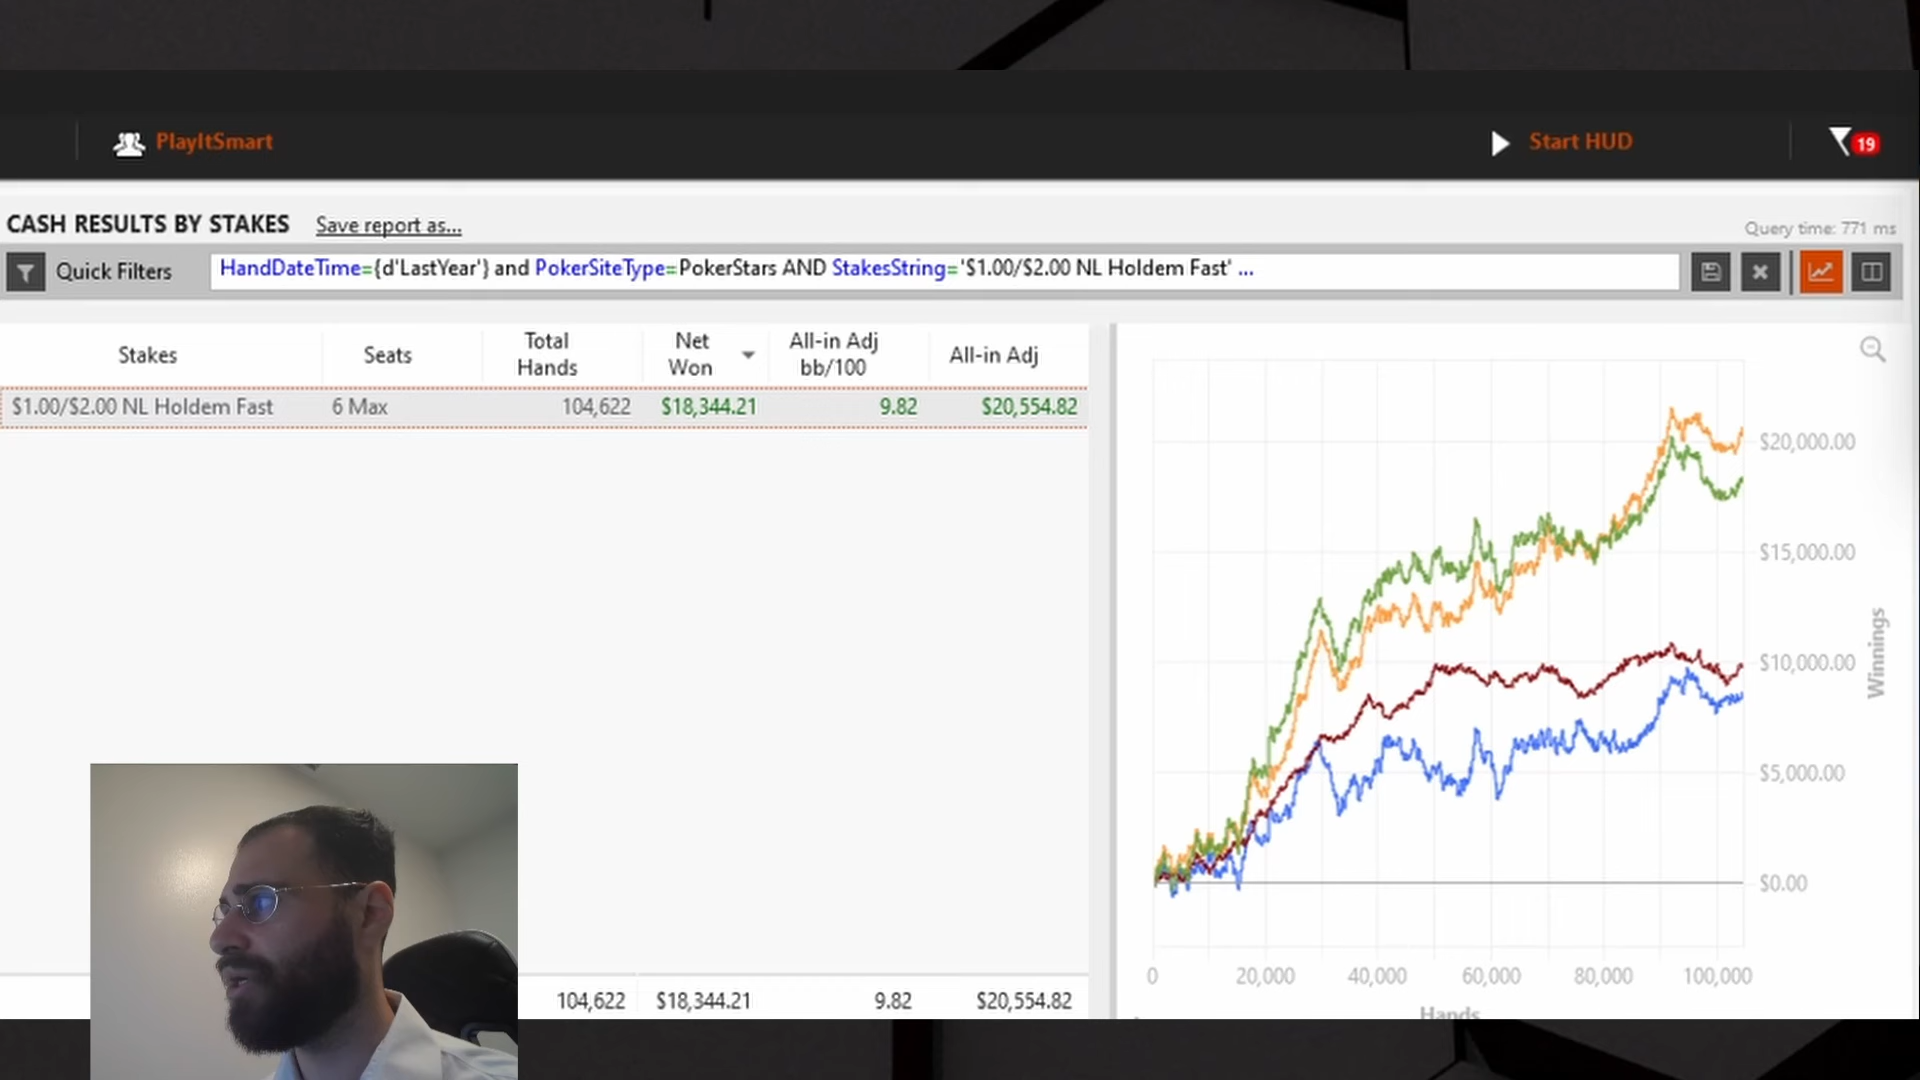 PlayItSmart
Start HUD
19
CASH RESULTS BY STAKES
Save report as...
Query time: 771 ms
Quick Filters
HandDateTime={d'LastYear'} and PokerSiteType=PokerStars AND StakesString='$1.00/$2.00 NL Holdem Fast' ...
Stakes
Seats
Total
Hands
Net
Won
All-in Adj
bb/100
All-in Adj
$1.00/$2.00 NL Holdem Fast 6 Max 104,622 $18,344.21 9.82 $20,554.82
104,622 $18,344.21 9.82 $20,554.82
$20,000.00
$15,000.00
$10,000.00
$5,000.00
$0.00
Winnings
0 20,000 40,000 60,000 80,000 100,000
Hands